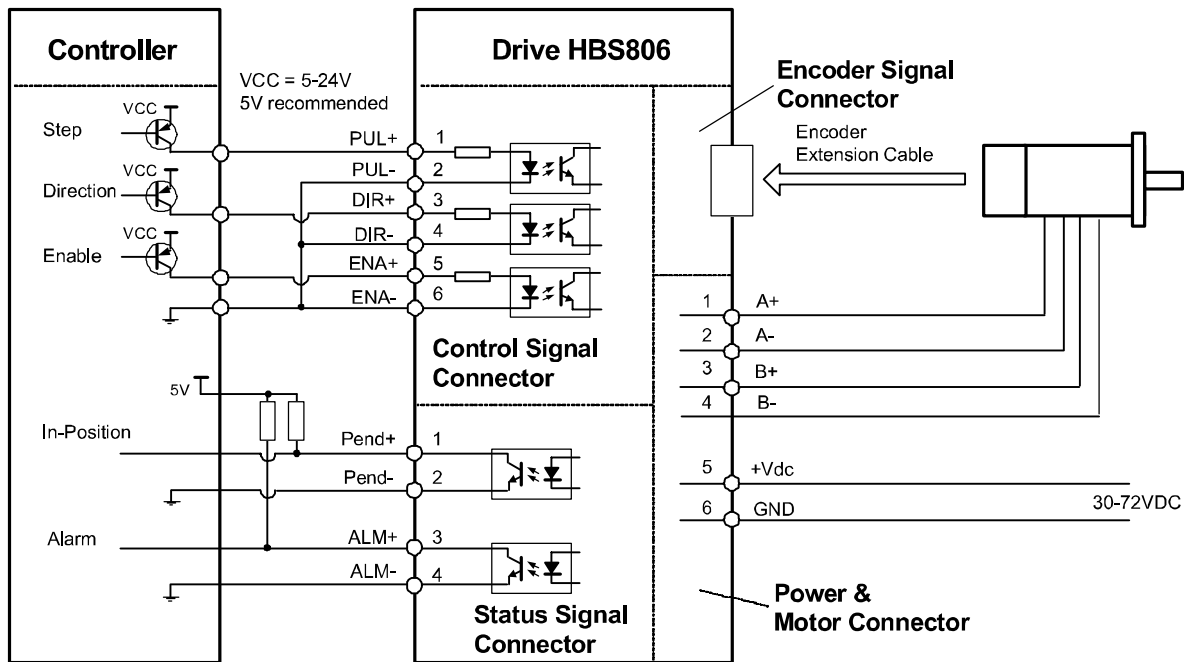 Controller
Drive HBS806
VCC = 5-24V
5V recommended
Encoder Signal
Connector
Encoder
Extension Cable
VCC
Step
PUL+
1
PUL-
2
VCC
Direction
DIR+
3
DIR-
4
VCC
Enable
ENA+
5
ENA-
6
Control Signal
Connector
1
A+
2
A-
3
B+
4
B-
5V
In-Position
Pend+
1
Pend-
2
5
+Vdc
6
GND
30-72VDC
Alarm
ALM+
3
ALM-
4
Status Signal
Connector
Power &
Motor Connector